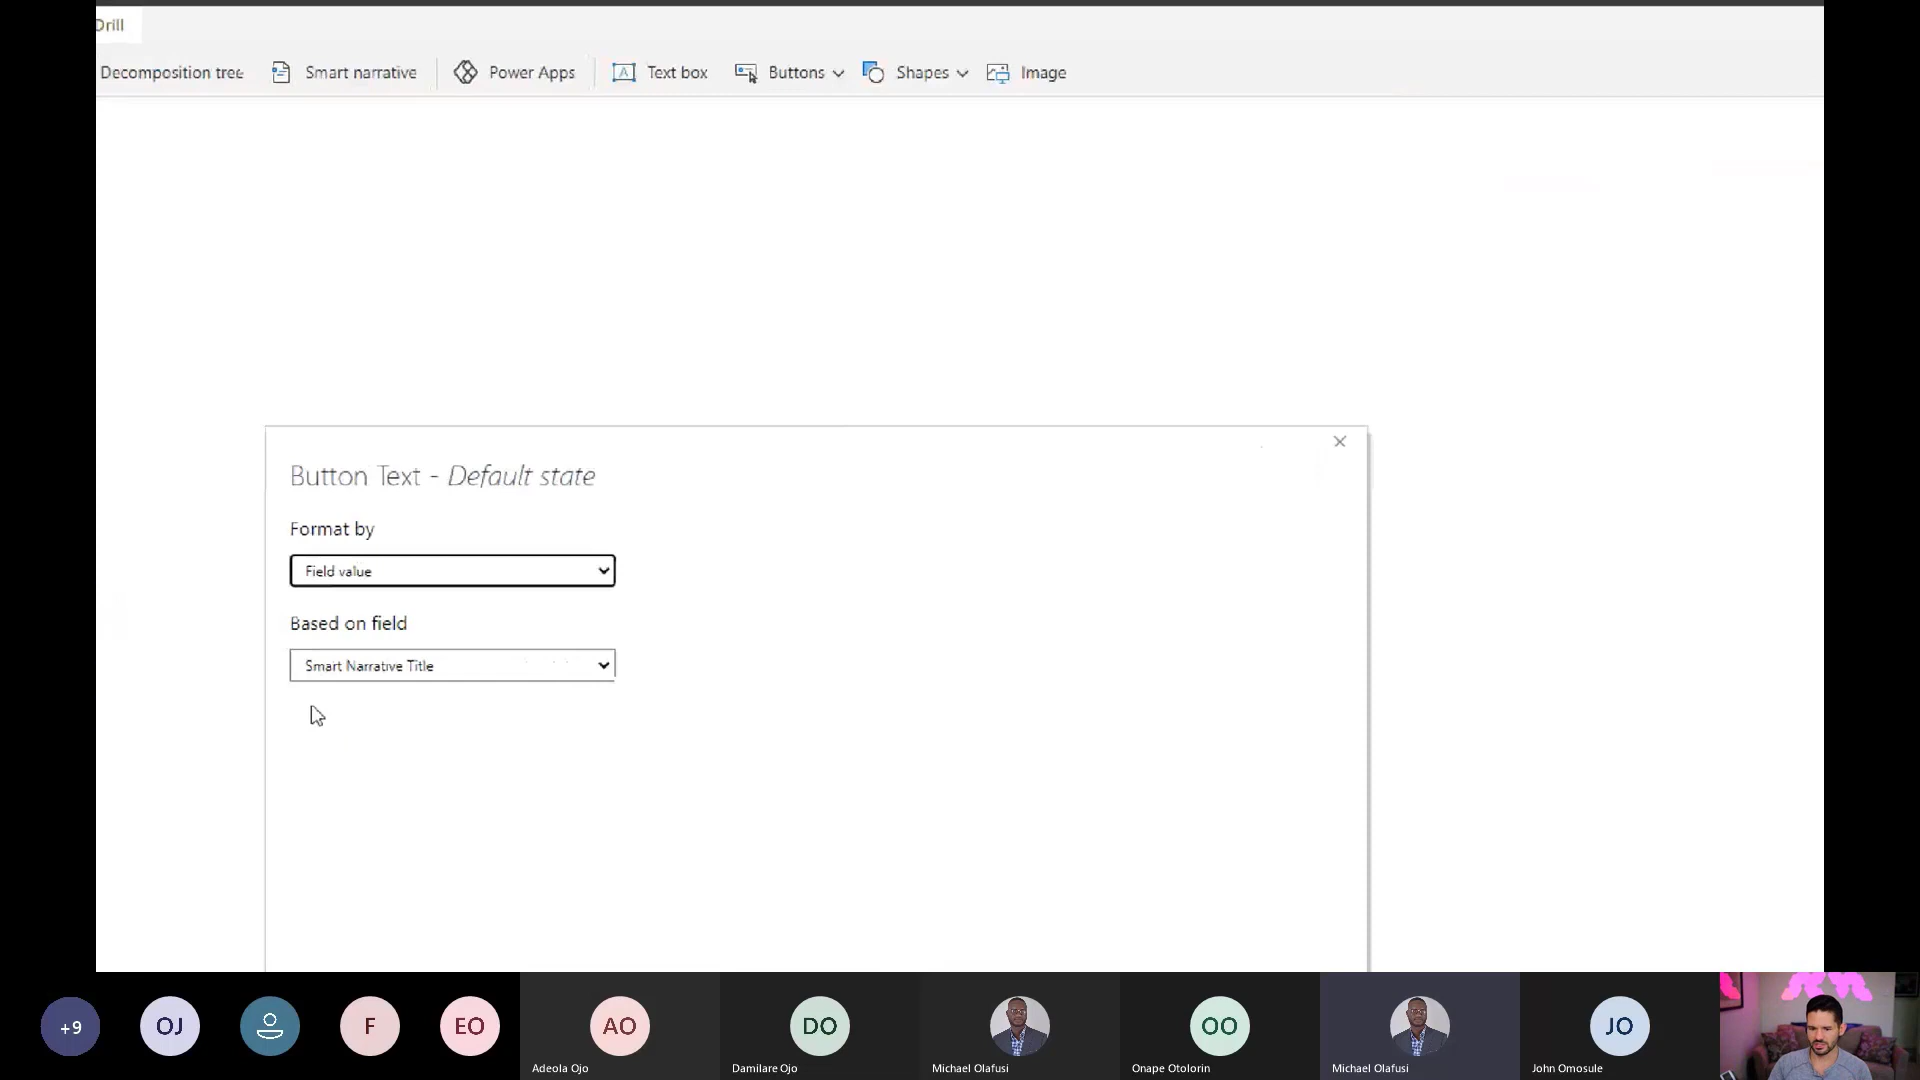 Drill
Decomposition tree Smart narrative Power Apps Text box Buttons Shapes Image
Button Text - Default state
Format by
Field value
Based on field
Smart Narrative Title
+9 OJ F EO AO DO OO JO
Adeola Ojo Damilare Ojo Michael Olafusi Onape Otolorin Michael Olafusi John Omosule